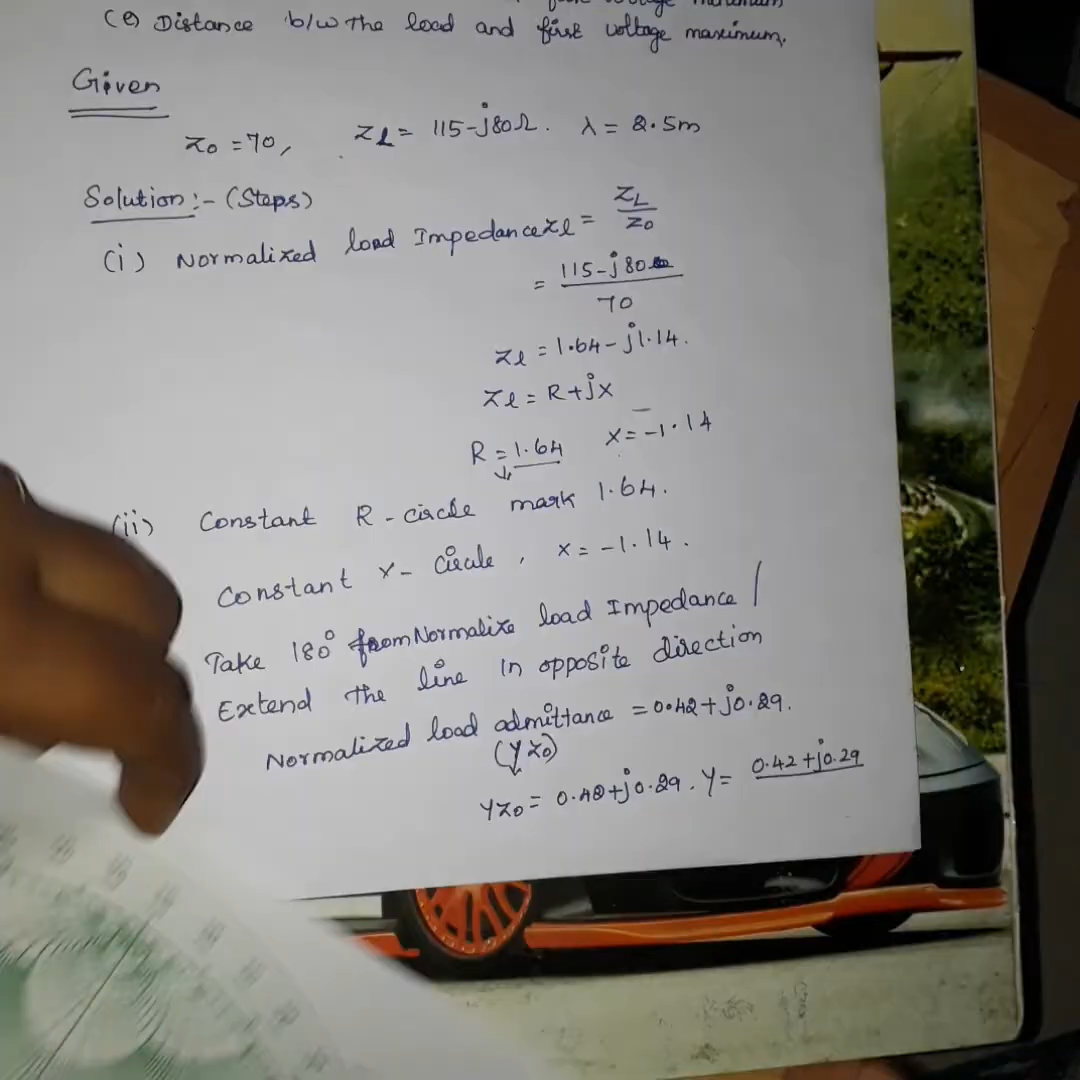 voltage minimum
(e) Distance b/w the load and first voltage maximum.
Given
Z0 = 70, ZL = 115-j80Ω. λ = 2.5m
Solution:- (Steps)
(i) Normalized load Impedance zl = ZL/Z0
= 115-j80/70
zl = 1.64-j1.14.
zl = R+jx
R = 1.64 x = -1.14
(ii) Constant R-circle mark 1.64.
Constant x-circle, x = -1.14.
Take 180° from Normalize load Impedance /
Extend the line in opposite direction
Normalized load admittance = 0.42+j0.29.
(YZ0)
YZ0 = 0.42+j0.29. Y = 0.42+j0.29